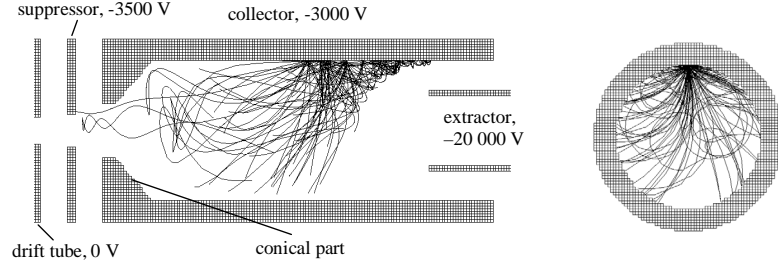 suppressor, -3500 V
collector, -3000 V
extractor,
–20 000 V
drift tube, 0 V
conical part